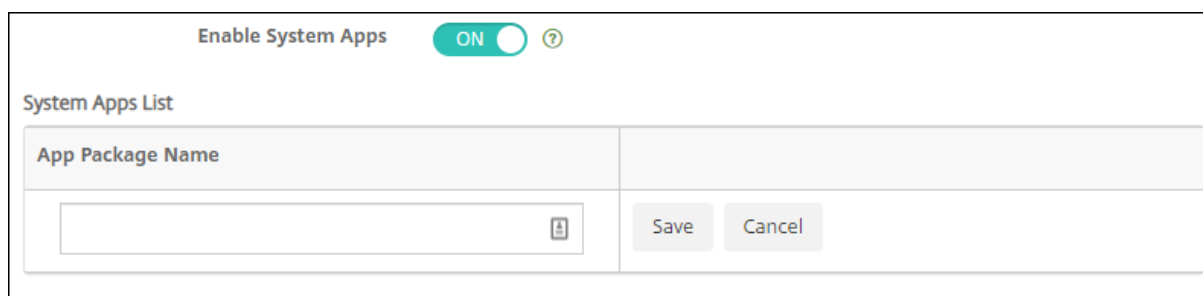 Enable System Apps ON ?
System Apps List
App Package Name
Save Cancel